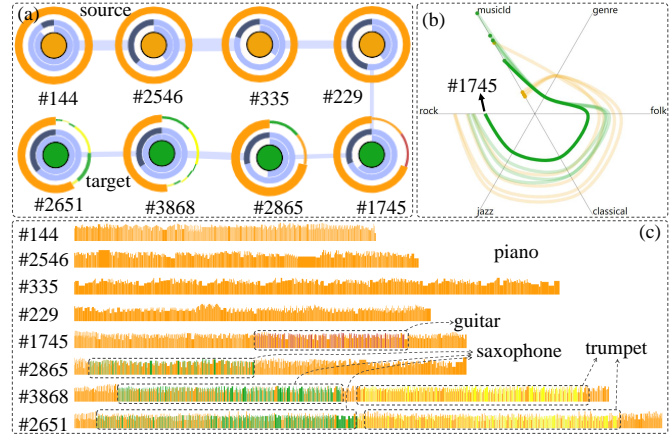 (a)
source
#144
#2546
#335
#229
target
#2651
#3868
#2865
#1745
(b)
musicId
genre
#1745
rock
folk
jazz
classical
(c)
#144
#2546
piano
#335
#229
#1745
guitar
#2865
saxophone
trumpet
#3868
#2651